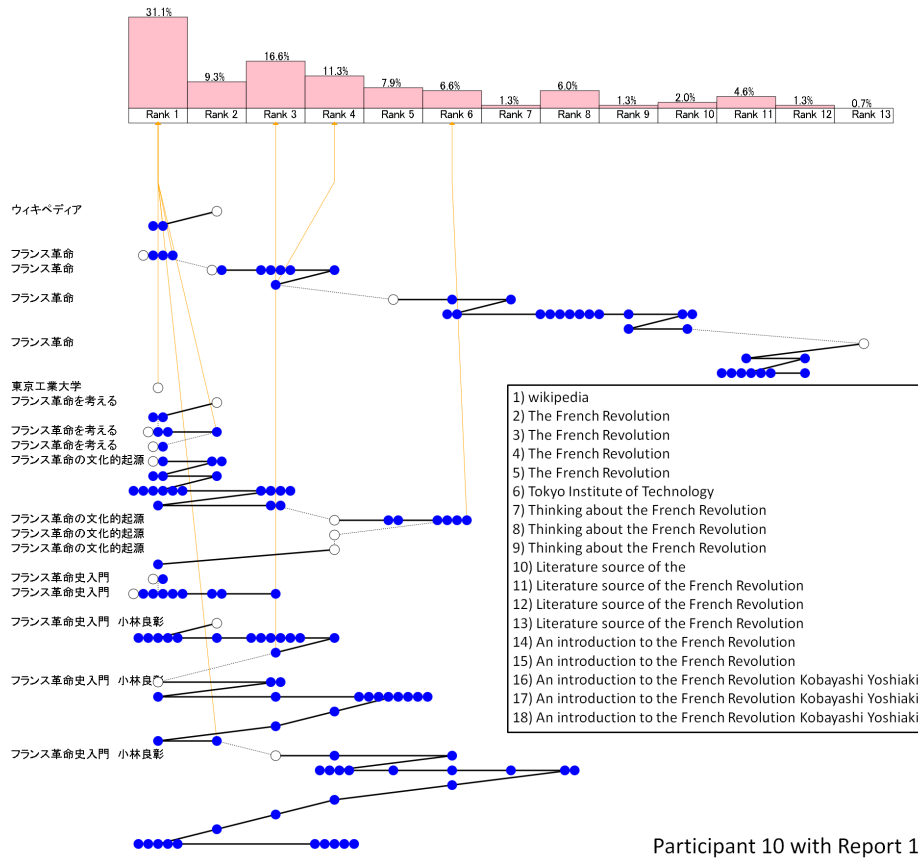 31.1%
9.3%
16.6%
11.3%
7.9%
6.6%
1.3%
6.0%
1.3%
2.0%
4.6%
1.3%
0.7%
Rank 1
Rank 2
Rank 3
Rank 4
Rank 5
Rank 6
Rank 7
Rank 8
Rank 9
Rank 10
Rank 11
Rank 12
Rank 13
ウィキペディア
フランス革命
フランス革命
フランス革命
フランス革命
東京工業大学
フランス革命を考える
フランス革命を考える
フランス革命を考える
フランス革命の文化的起源
フランス革命の文化的起源
フランス革命の文化的起源
フランス革命の文化的起源
フランス革命史入門
フランス革命史入門
フランス革命史入門 小林良彰
フランス革命史入門 小林良彰
フランス革命史入門 小林良彰
1) wikipedia
2) The French Revolution
3) The French Revolution
4) The French Revolution
5) The French Revolution
6) Tokyo Institute of Technology
7) Thinking about the French Revolution
8) Thinking about the French Revolution
9) Thinking about the French Revolution
10) Literature source of the
11) Literature source of the French Revolution
12) Literature source of the French Revolution
13) Literature source of the French Revolution
14) An introduction to the French Revolution
15) An introduction to the French Revolution
16) An introduction to the French Revolution Kobayashi Yoshiaki
17) An introduction to the French Revolution Kobayashi Yoshiaki
18) An introduction to the French Revolution Kobayashi Yoshiaki
Participant 10 with Report 1